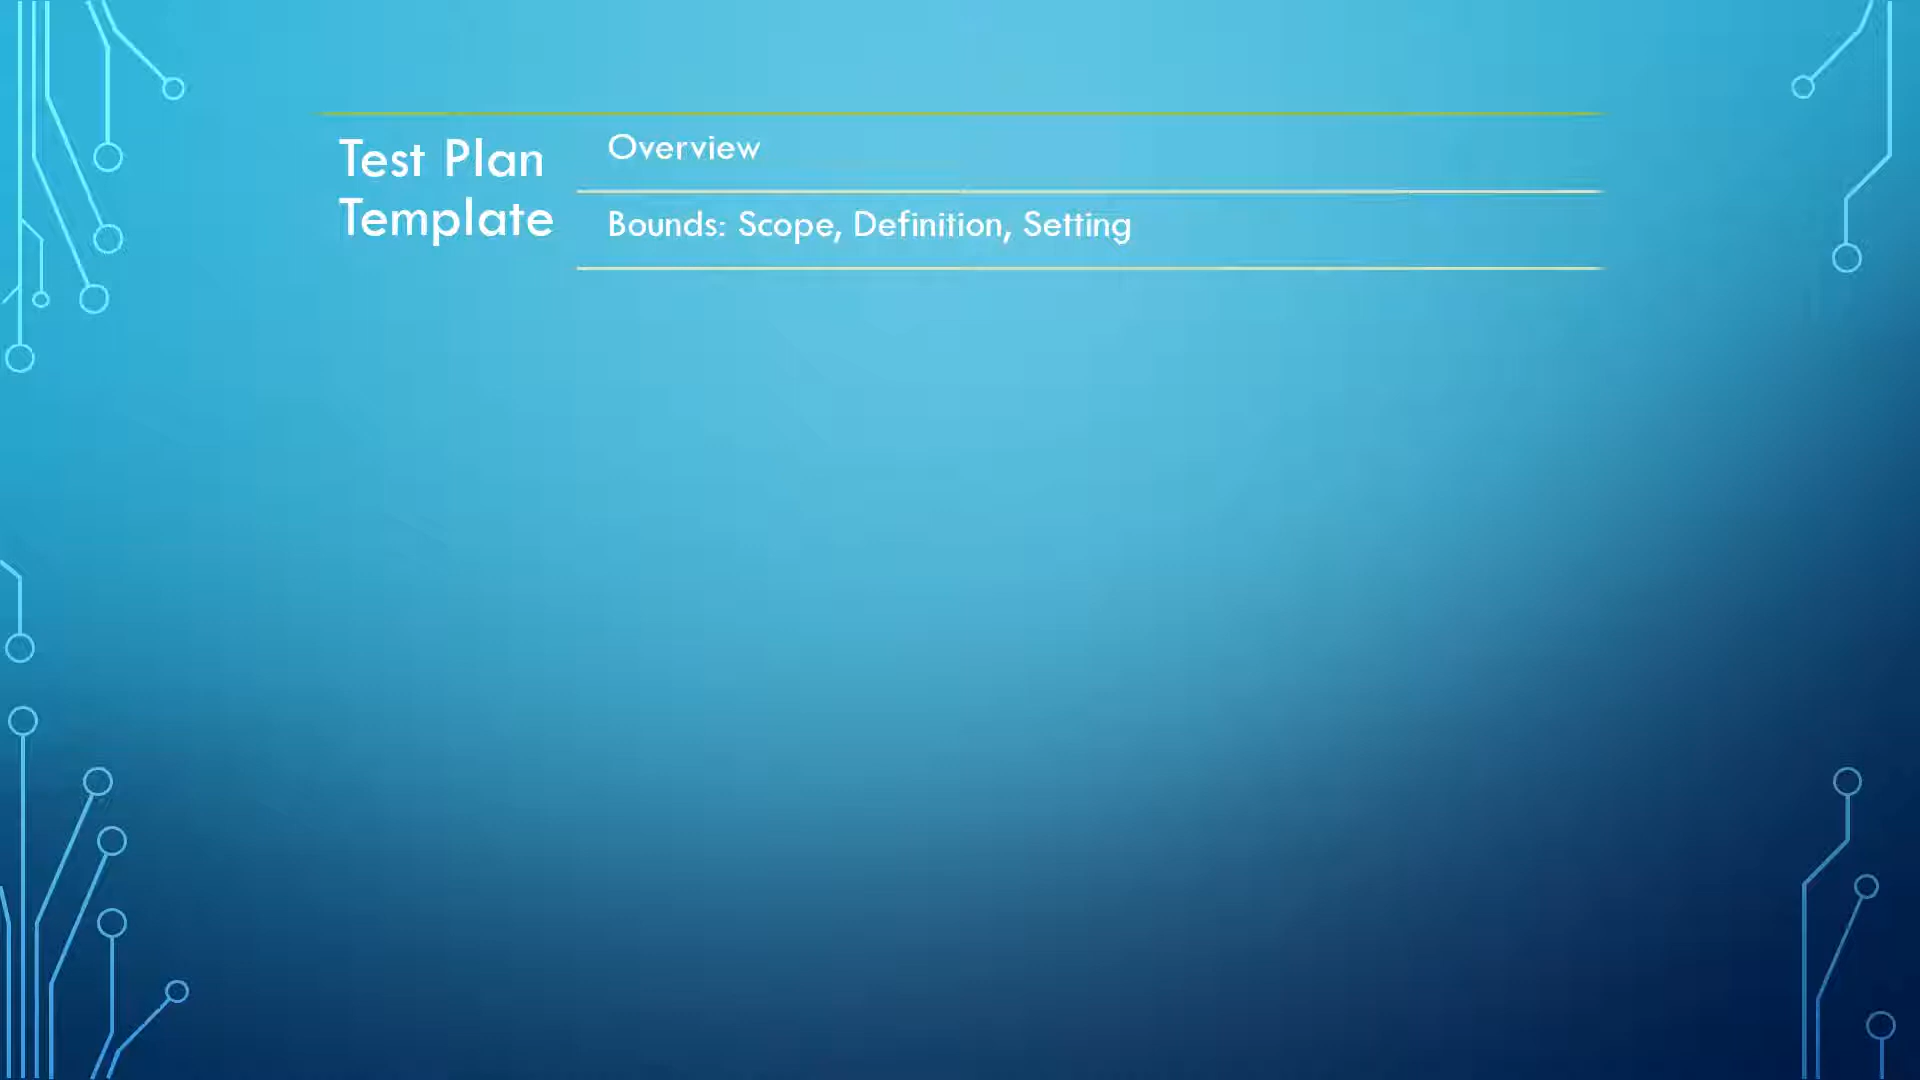 Test Plan
Template
Overview
Bounds: Scope, Definition, Setting